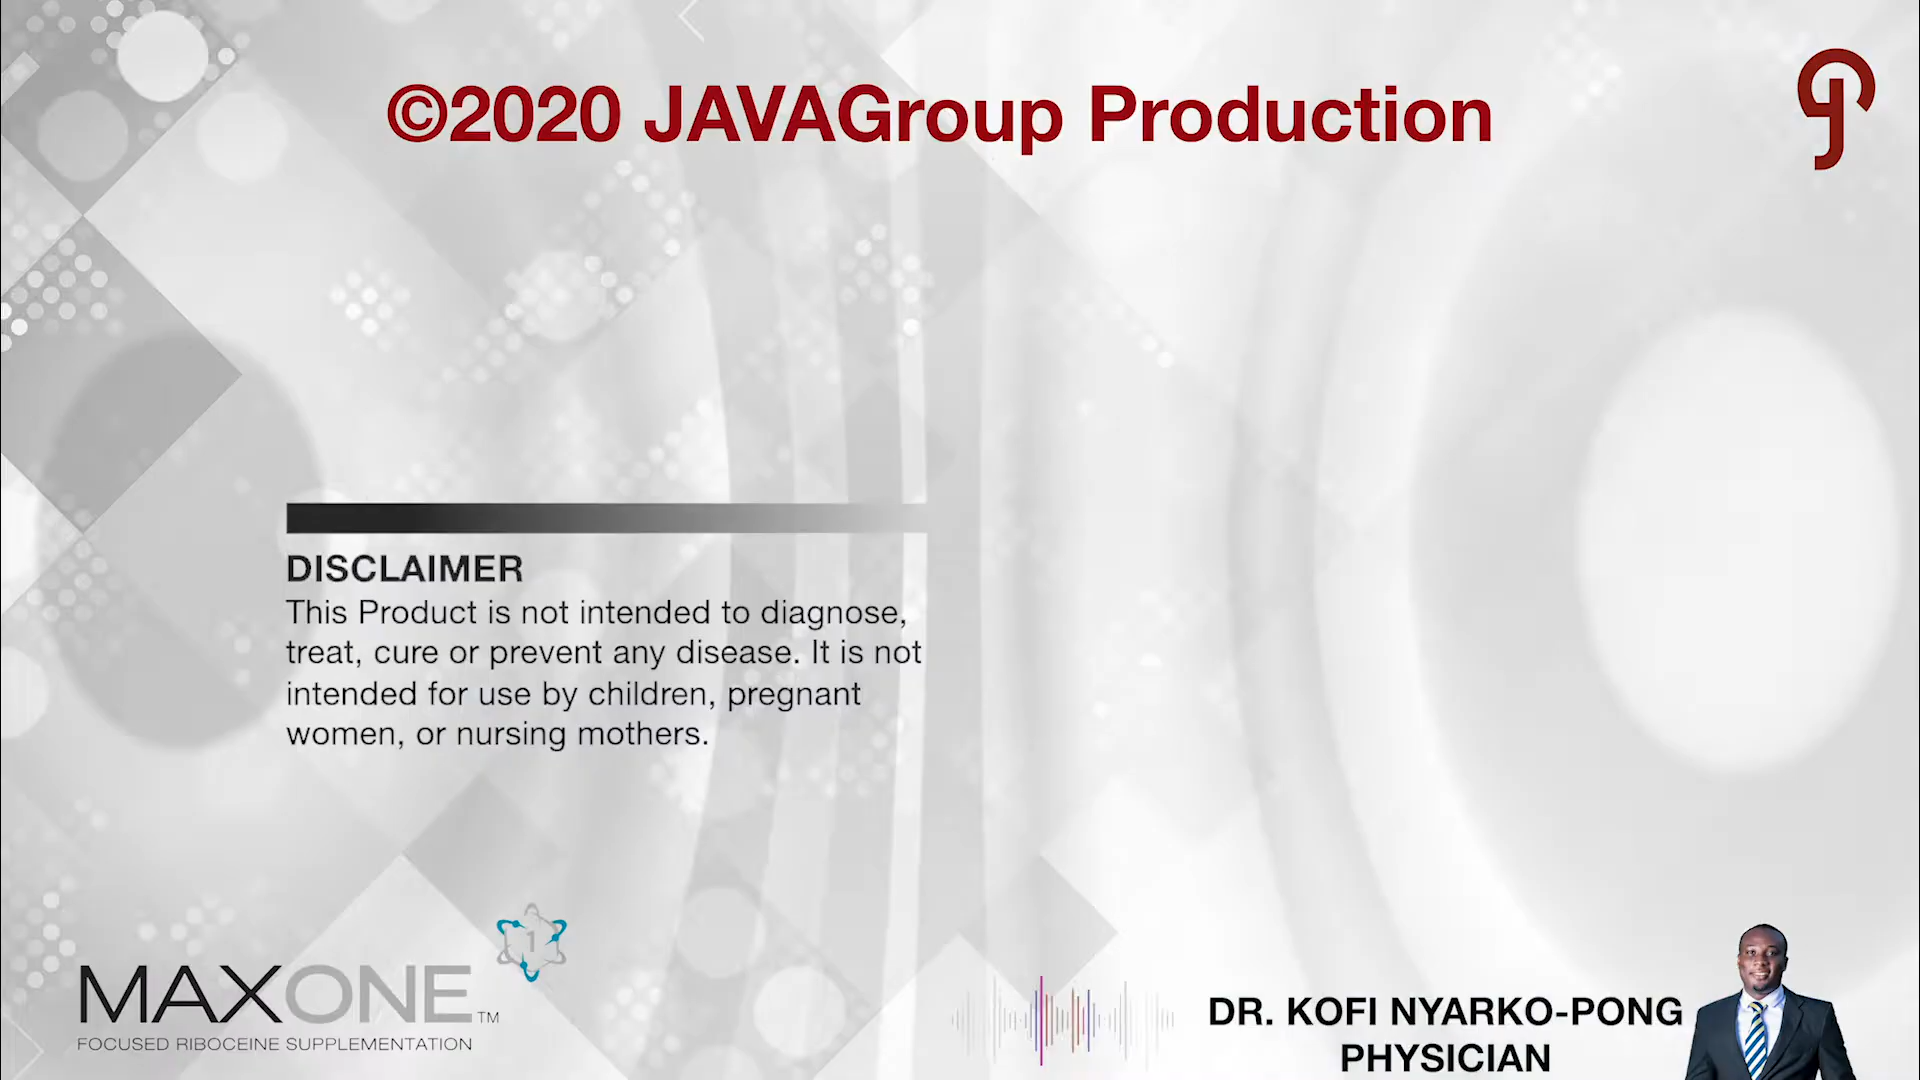 ©2020 JAVAGroup Production
DISCLAIMER
This Product is not intended to diagnose,
treat, cure or prevent any disease. It is not
intended for use by children, pregnant
women, or nursing mothers.
1
MAXONE™
FOCUSED RIBOCEINE SUPPLEMENTATION
DR. KOFI NYARKO-PONG
PHYSICIAN